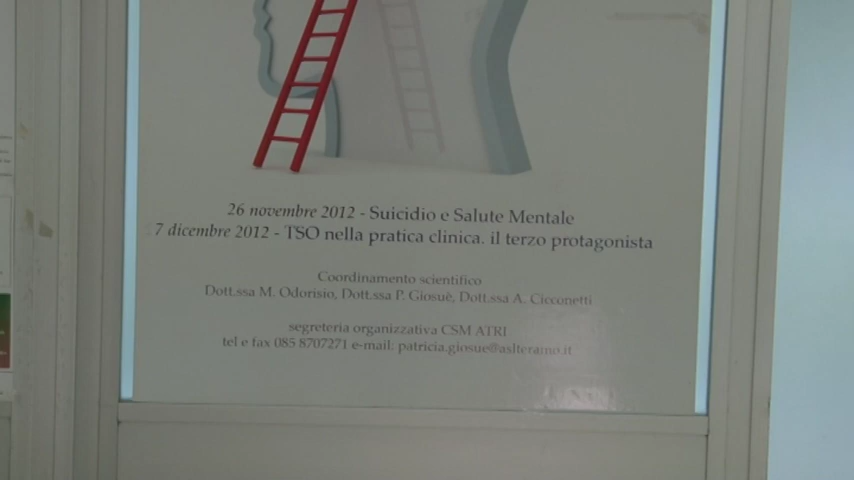 26 novembre 2012 - Suicidio e Salute Mentale
7 dicembre 2012 - TSO nella pratica clinica. il terzo protagonista
Coordinamento scientifico
Dott.ssa M. Odorisio, Dott.ssa P. Giosuè, Dott.ssa A. Cicconetti
segreteria organizzativa CSM ATRI
tel e fax 085 8707271 e-mail: patricia.giosue@aslteramo.it